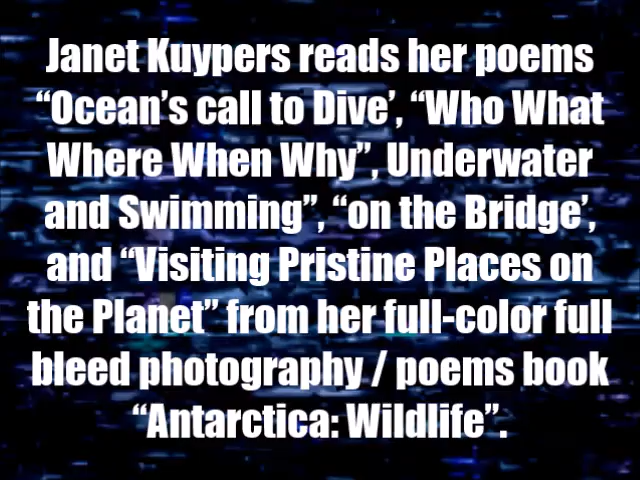 Janet Kuypers reads her poems
“Ocean’s call to Dive’, “Who What
Where When Why”, Underwater
and Swimming”, “on the Bridge’,
and “Visiting Pristine Places on
the Planet” from her full-color full
bleed photography / poems book
“Antarctica: Wildlife”.